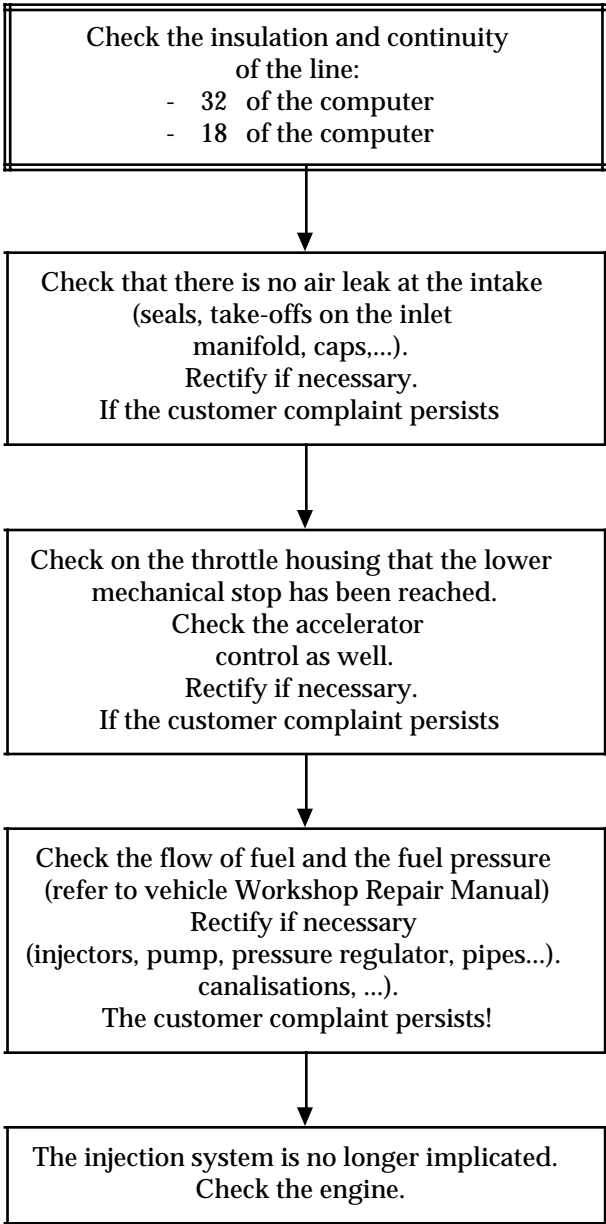 Check the insulation and continuity
of the line:
- 32 of the computer
- 18 of the computer
Check that there is no air leak at the intake
(seals, take-offs on the inlet
manifold, caps,...).
Rectify if necessary.
If the customer complaint persists
Check on the throttle housing that the lower
mechanical stop has been reached.
Check the accelerator
control as well.
Rectify if necessary.
If the customer complaint persists
Check the flow of fuel and the fuel pressure
(refer to vehicle Workshop Repair Manual)
Rectify if necessary
(injectors, pump, pressure regulator, pipes...).
canalisations, ...).
The customer complaint persists!
The injection system is no longer implicated.
Check the engine.